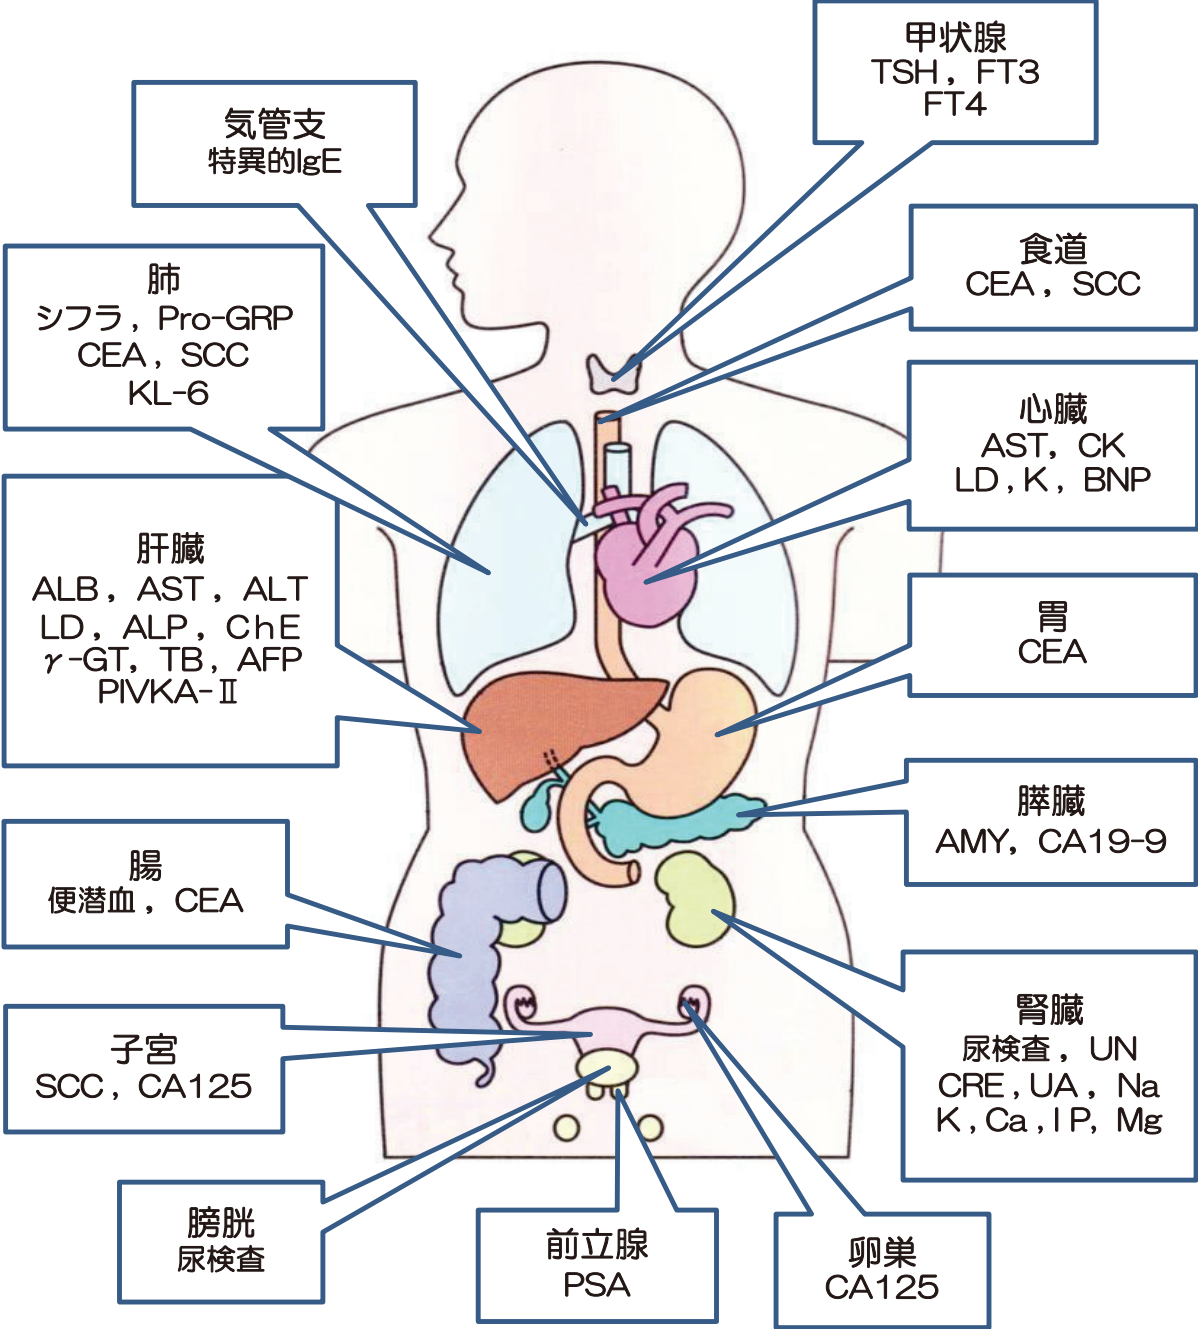 甲状腺
TSH, FT3
FT4
気管支
特異的IgE
食道
CEA, SCC
肺
シフラ, Pro-GRP
CEA, SCC
KL-6
心臓
AST, CK
LD, K, BNP
肝臓
ALB, AST, ALT
LD, ALP, ChE
γ-GT, TB, AFP
PIVKA-Ⅱ
胃
CEA
膵臓
AMY, CA19-9
腸
便潜血, CEA
腎臓
尿検査, UN
CRE, UA, Na
K, Ca, IP, Mg
子宮
SCC, CA125
膀胱
尿検査
前立腺
PSA
卵巣
CA125